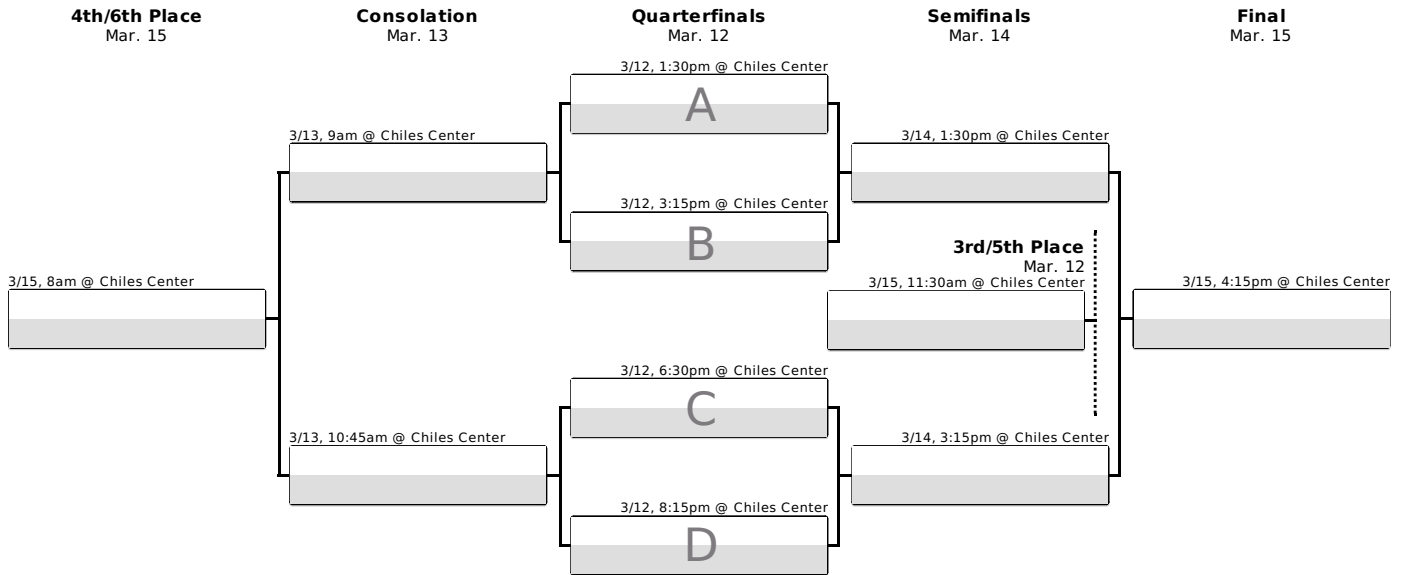 4th/6th Place
Mar. 15
Consolation
Mar. 13
Quarterfinals
Mar. 12
Semifinals
Mar. 14
Final
Mar. 15
3/12, 1:30pm @ Chiles Center
A
3/13, 9am @ Chiles Center
3/14, 1:30pm @ Chiles Center
3/12, 3:15pm @ Chiles Center
B
3rd/5th Place
Mar. 12
3/15, 8am @ Chiles Center
3/15, 11:30am @ Chiles Center
3/15, 4:15pm @ Chiles Center
3/12, 6:30pm @ Chiles Center
C
3/13, 10:45am @ Chiles Center
3/14, 3:15pm @ Chiles Center
3/12, 8:15pm @ Chiles Center
D